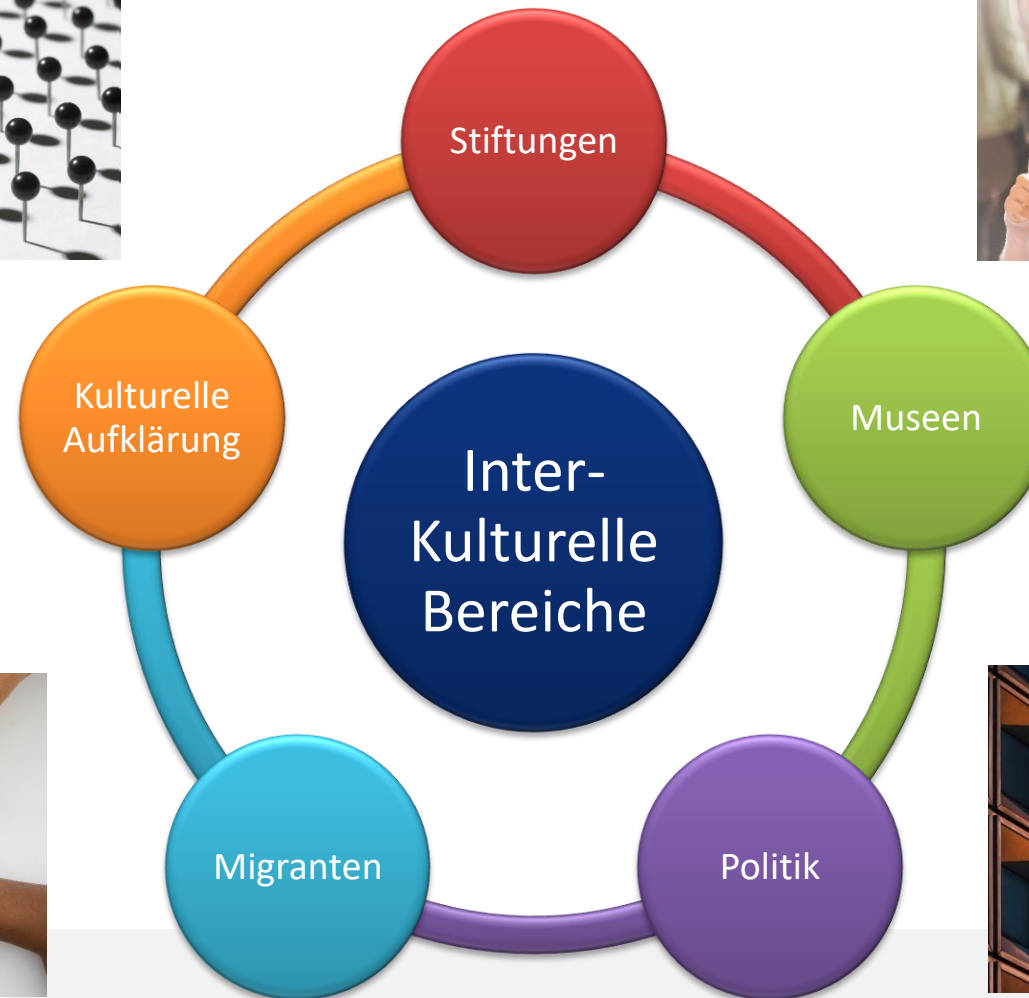 Stiftungen
Kulturelle
Aufklärung
Museen
Inter-
Kulturelle
Bereiche
Migranten
Politik